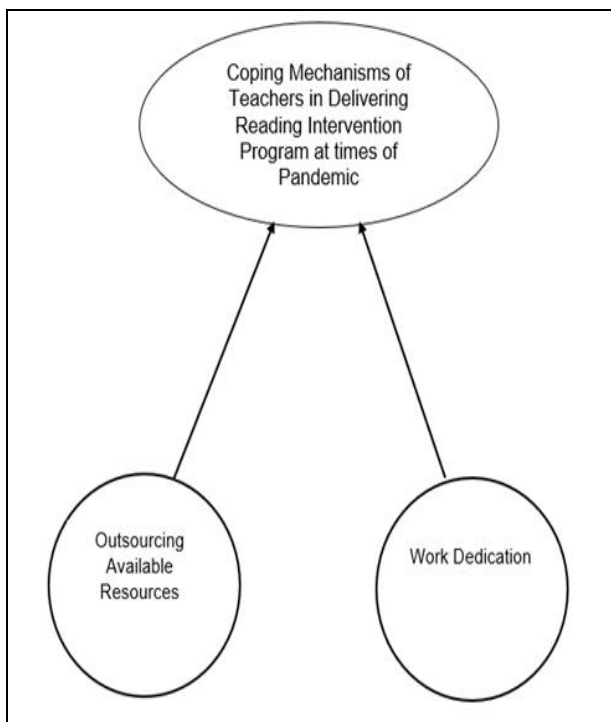 Coping Mechanisms of
Teachers in Delivering
Reading Intervention
Program at times of
Pandemic
Outsourcing
Available
Resources
Work Dedication